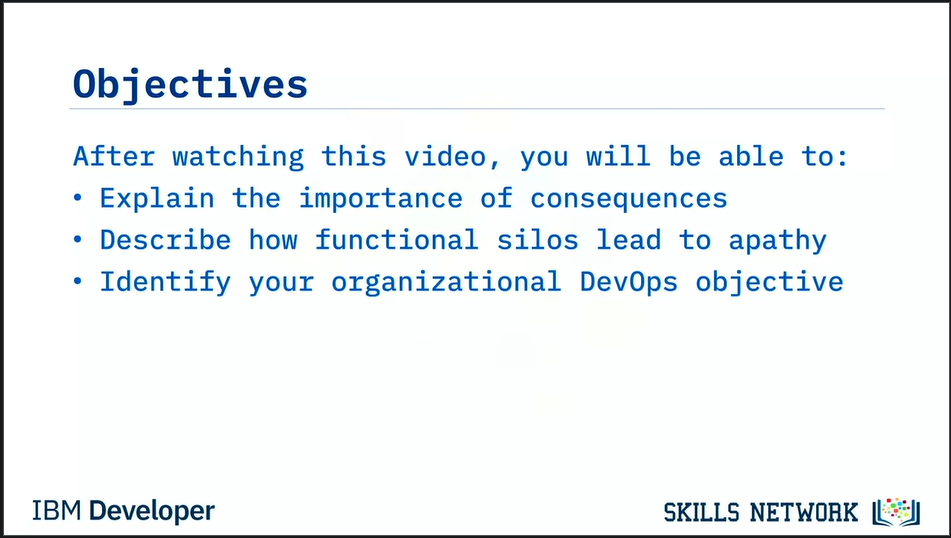 Objectives
After watching this video, you will be able to:
• Explain the importance of consequences
• Describe how functional silos lead to apathy
• Identify your organizational DevOps objective
IBM Developer
SKILLS NETWORK